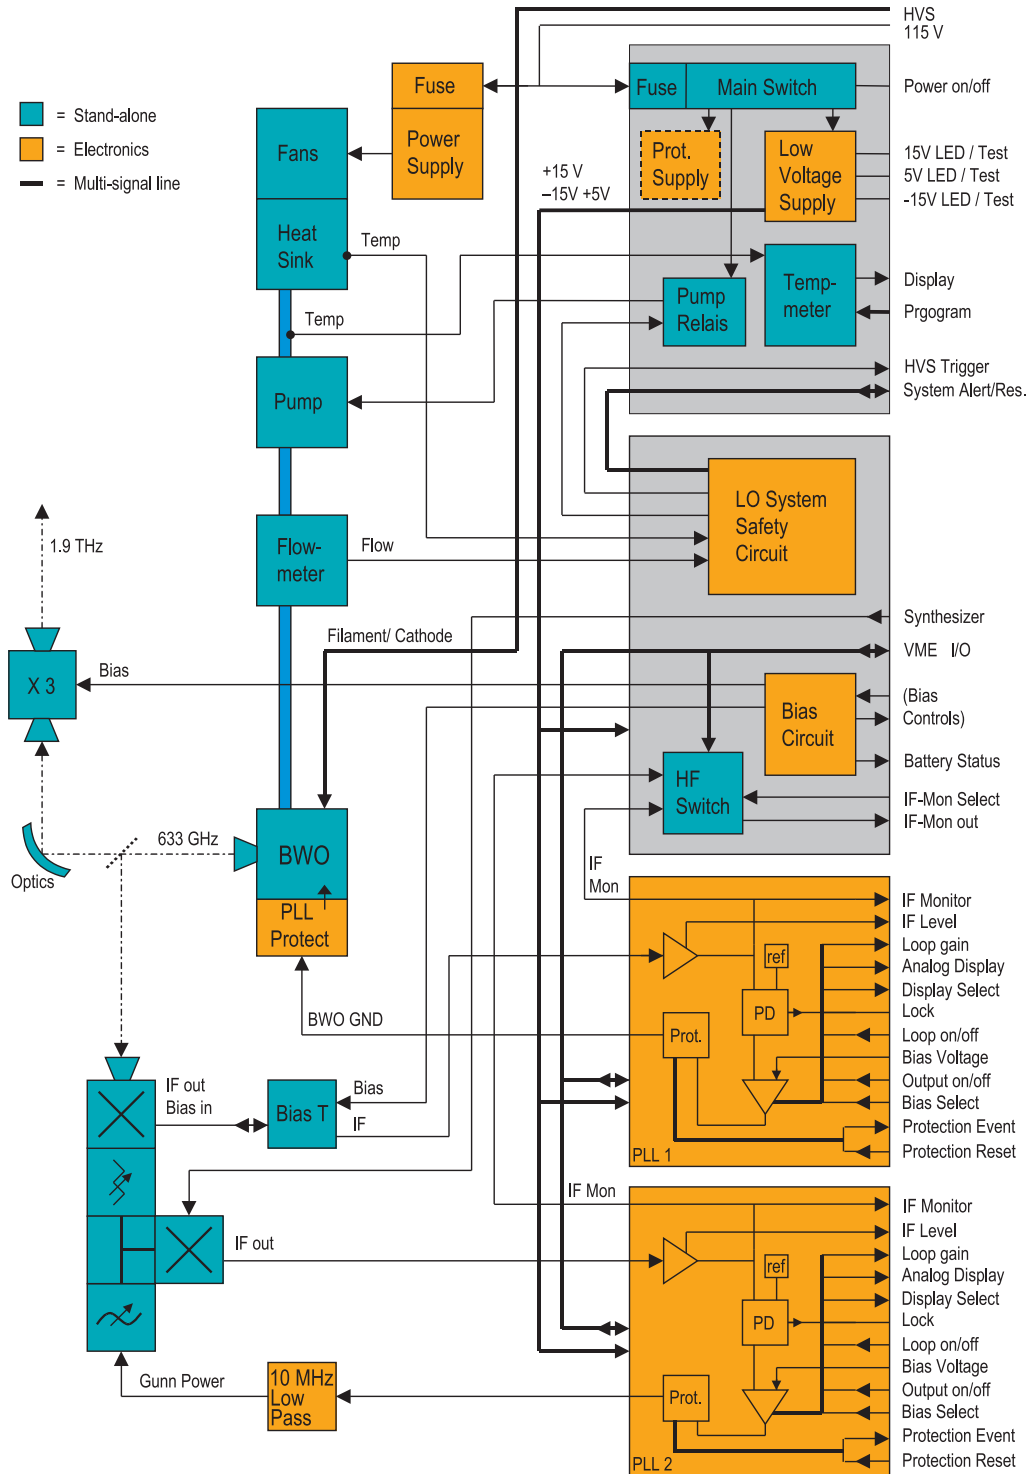 HVS
115 V
Fuse
Power
Supply
Fuse
Main Switch
Power on/off
= Stand-alone
= Electronics
= Multi-signal line
Fans
Prot.
Supply
Low
Voltage
Supply
15V LED / Test
5V LED / Test
-15V LED / Test
+15 V
–15V +5V
Heat
Sink
Temp
Temp
Pump
Relais
Temp-
meter
Display
Prgogram
Pump
HVS Trigger
System Alert/Res.
LO System
Safety
Circuit
1.9 THz
Flow-
meter
Flow
Synthesizer
Filament/ Cathode
VME I/O
X 3
Bias
Bias
Circuit
(Bias
Controls)
Battery Status
HF
Switch
IF-Mon Select
IF-Mon out
633 GHz
BWO
Optics
PLL
Protect
IF
Mon
IF Monitor
IF Level
Loop gain
Analog Display
Display Select
Lock
Loop on/off
Bias Voltage
Output on/off
Bias Select
Protection Event
Protection Reset
ref
PD
Prot.
PLL 1
BWO GND
IF out
Bias in
Bias T
Bias
IF
IF Mon
IF out
IF Monitor
IF Level
Loop gain
Analog Display
Display Select
Lock
Loop on/off
Bias Voltage
Output on/off
Bias Select
Protection Event
Protection Reset
ref
PD
Prot.
PLL 2
Gunn Power
10 MHz
Low
Pass